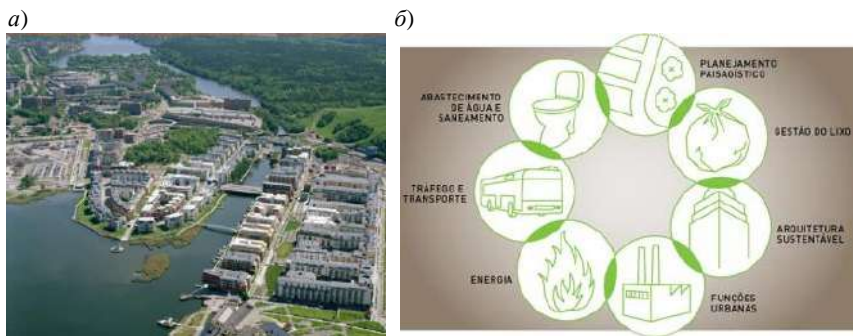 а)
б)
PLANEJAMENTO
PAISAGÍSTICO
ABASTECIMENTO
DE ÁGUA E
SANEAMENTO
GESTÃO DO LIXO
TRÁFEGO E
TRANSPORTE
ARQUITETURA
SUSTENTÁVEL
ENERGIA
FUNÇÕES
URBANAS